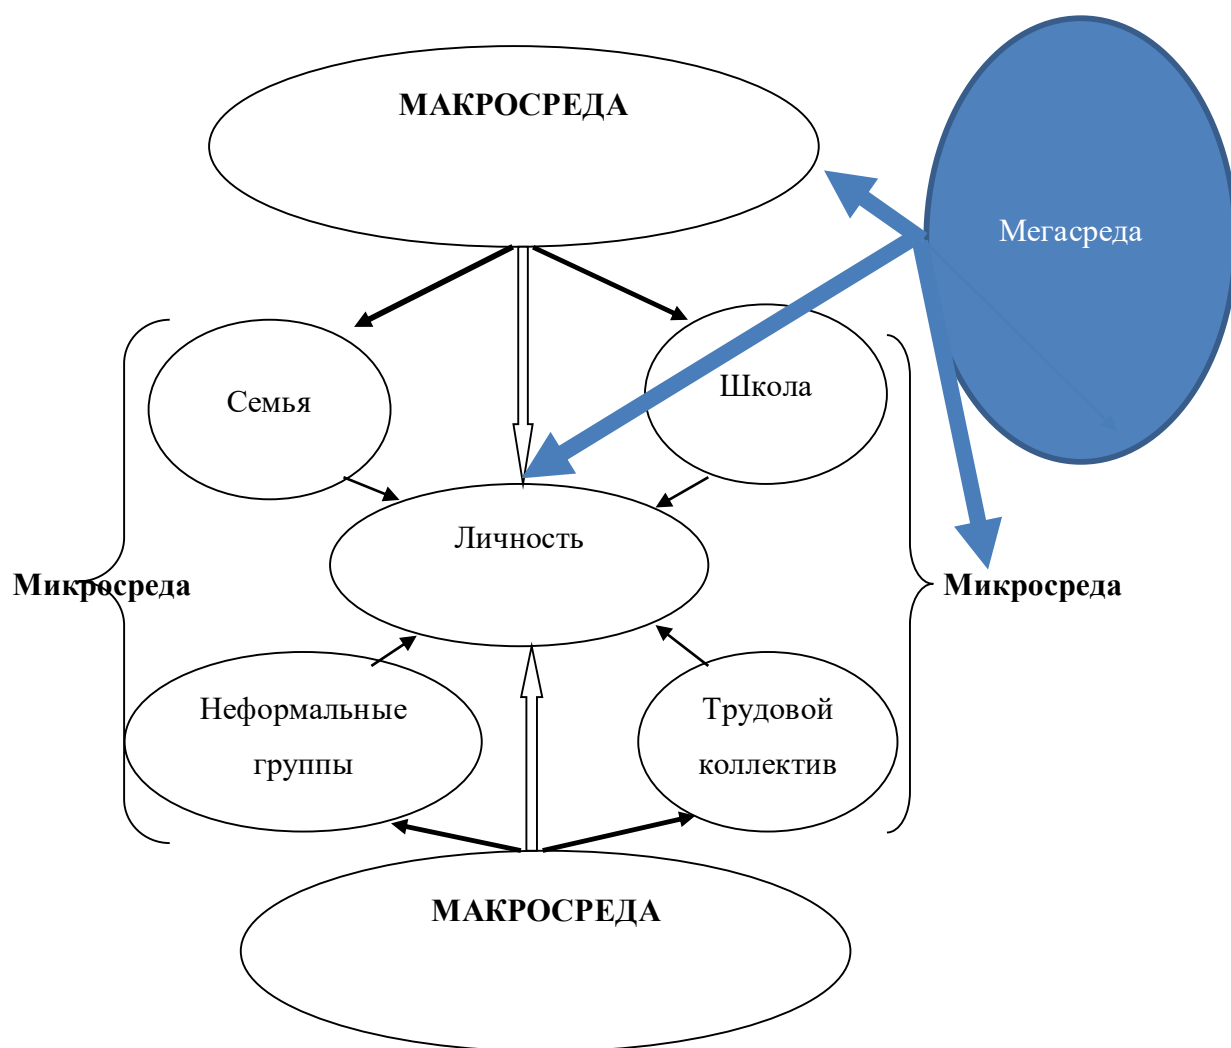 МАКРОСРЕДА
Мегасреда
Семья
Школа
Личность
Микросреда
Микросреда
Неформальные
группы
Трудовой
коллектив
МАКРОСРЕДА